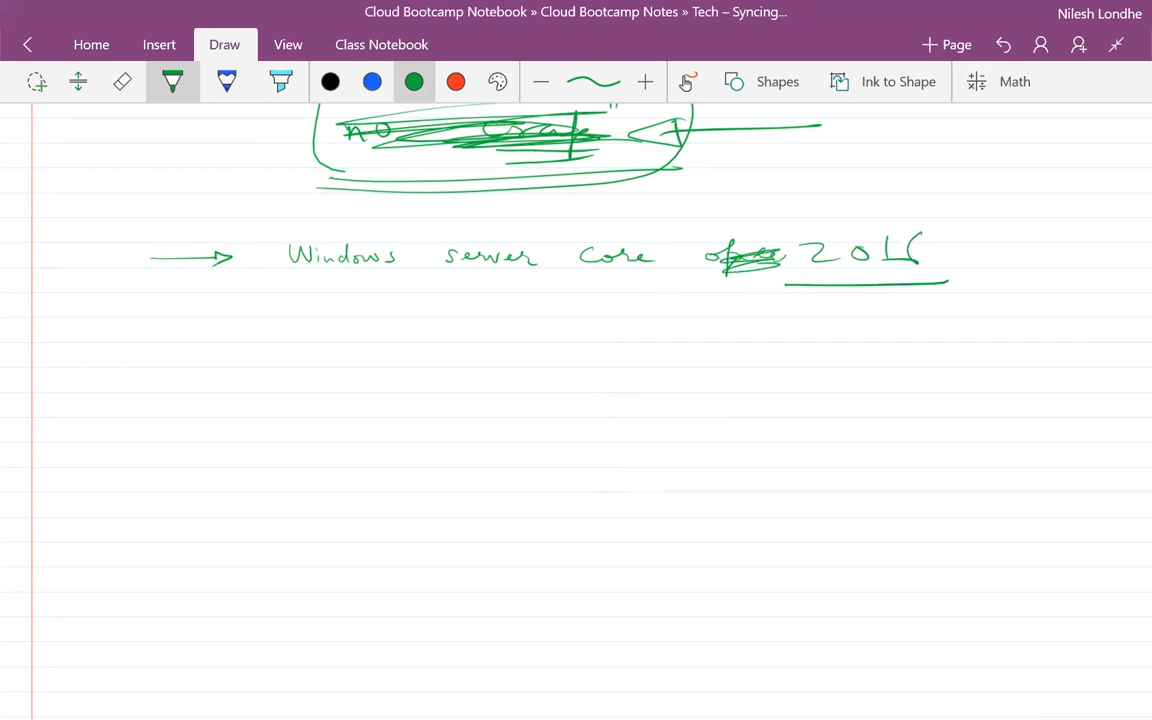 Cloud Bootcamp Notebook » Cloud Bootcamp Notes » Tech – Syncing...
Nilesh Londhe
Home Insert Draw View Class Notebook Page
Shapes Ink to Shape Math
no
Windows server core 2016